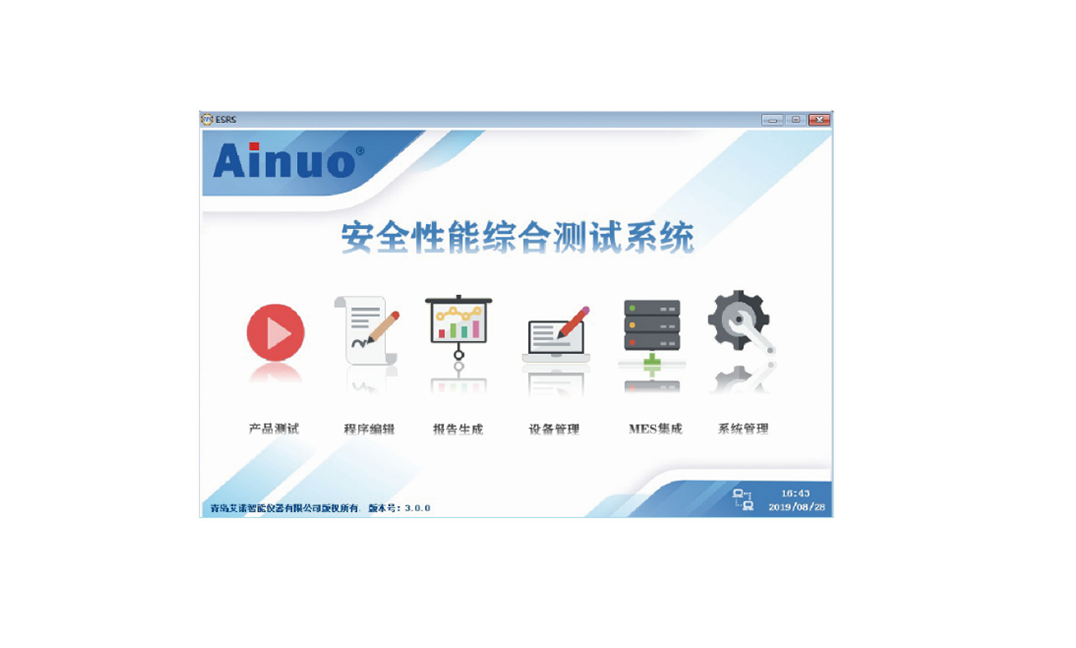 ESRS
Ainuo®
安全性能综合测试系统
产品测试 程序编辑 报告生成 设备管理 MES集成 系统管理
16:43
青岛艾诺智能仪器有限公司版权所有, 版本号: 3.0.0 2019/08/28